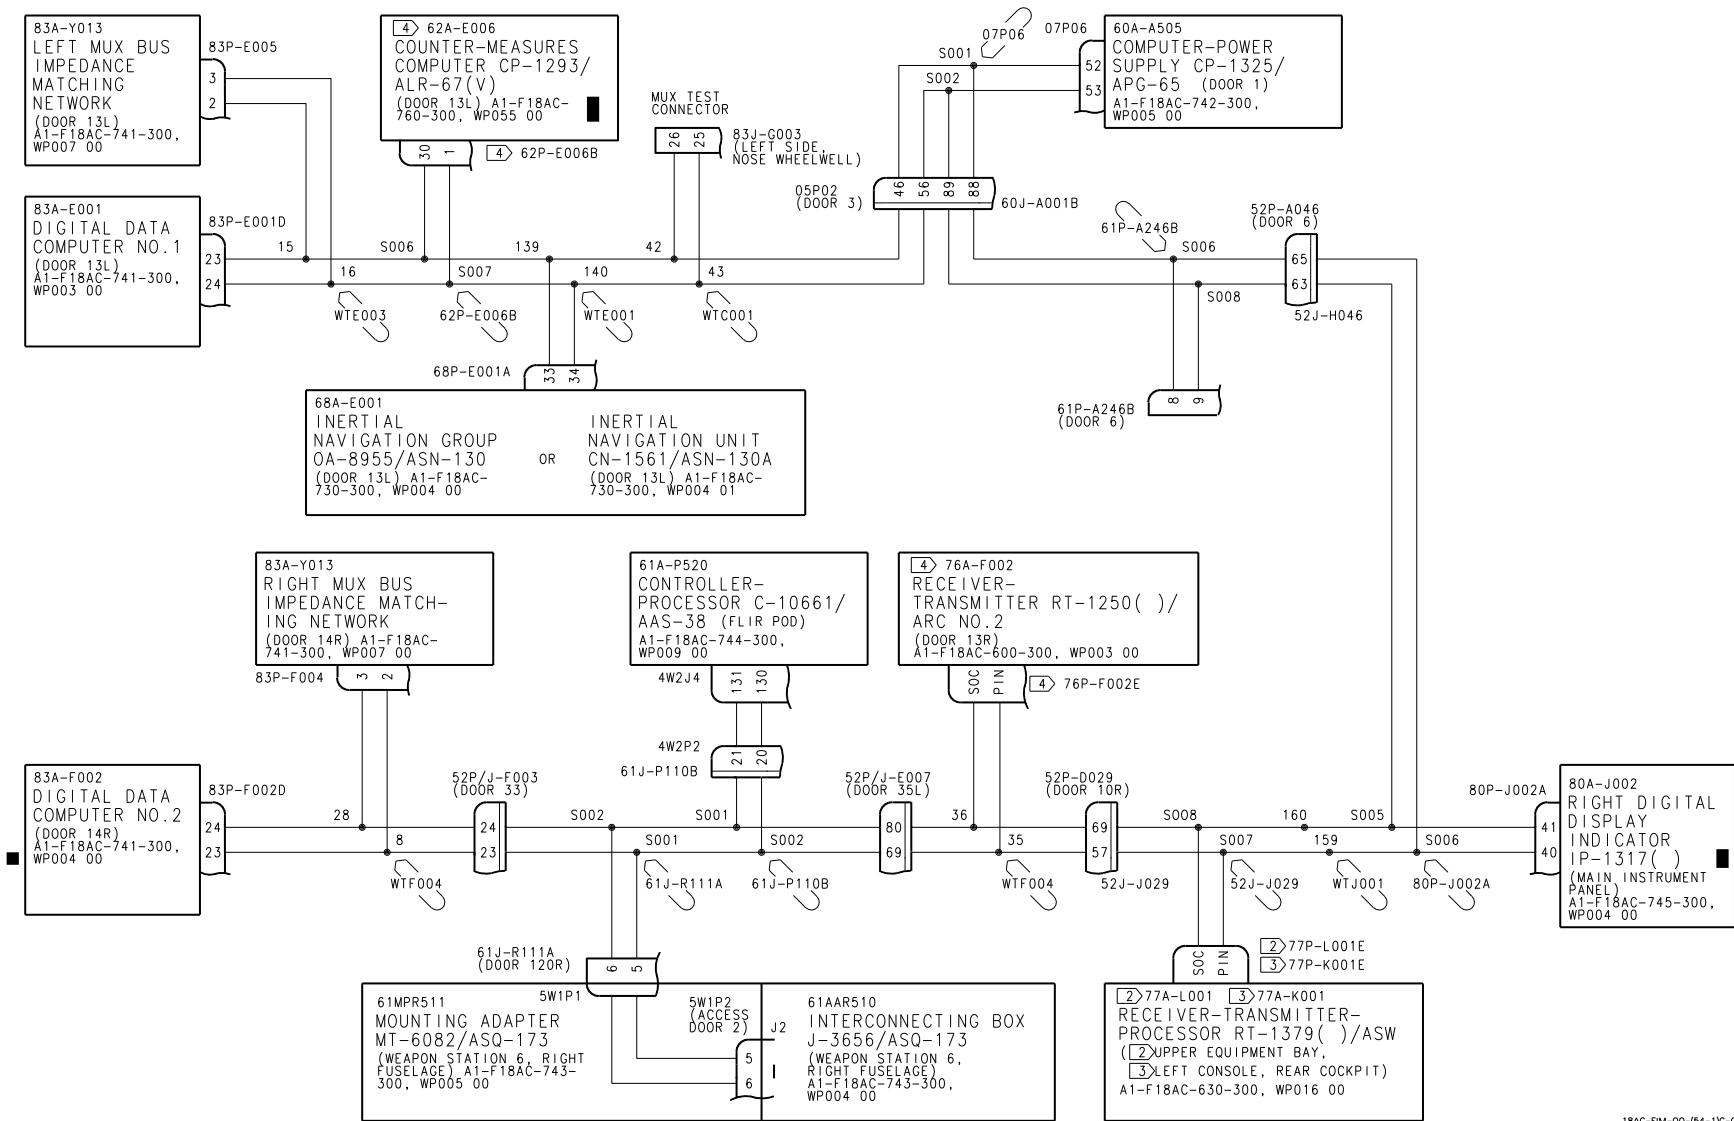 83A-Y013
LEFT MUX BUS
IMPEDANCE
MATCHING
NETWORK
(DOOR 13L)
A1-F18AC-741-300,
WP007 00
83P-E005
3
2
4 62A-E006
COUNTER-MEASURES
COMPUTER CP-1293/
ALR-67(V)
(DOOR 13L) A1-F18AC-
760-300, WP055 00
30 1
4 62P-E006B
MUX TEST
CONNECTOR
26 25
83J-G003
(LEFT SIDE,
NOSE WHEELWELL)
07P06
07P06
S001
S002
52
53
60A-A505
COMPUTER-POWER
SUPPLY CP-1325/
APG-65 (DOOR 1)
A1-F18AC-742-300,
WP005 00
05P02
(DOOR 3)
46 56 89 88
60J-A001B
83A-E001
DIGITAL DATA
COMPUTER NO.1
(DOOR 13L)
A1-F18AC-741-300,
WP003 00
83P-E001D
23
24
15
S006
139
42
16
S007
140
43
WTE003
62P-E006B
WTE001
WTC001
61P-A246B
S006
S008
52P-A046
(DOOR 6)
65
63
52J-H046
68P-E001A
33 34
61P-A246B
(DOOR 6)
8 9
68A-E001
INERTIAL
NAVIGATION GROUP
OA-8955/ASN-130
(DOOR 13L) A1-F18AC-
730-300, WP004 00
OR
INERTIAL
NAVIGATION UNIT
CN-1561/ASN-130A
(DOOR 13L) A1-F18AC-
730-300, WP004 01
83A-Y013
RIGHT MUX BUS
IMPEDANCE MATCH-
ING NETWORK
(DOOR 14R) A1-F18AC-
741-300, WP007 00
83P-F004
3 2
61A-P520
CONTROLLER-
PROCESSOR C-10661/
AAS-38 (FLIR POD)
A1-F18AC-744-300,
WP009 00
4W2J4
131 130
4W2P2
21 20
61J-P110B
4 76A-F002
RECEIVER-
TRANSMITTER RT-1250( )/
ARC NO.2
(DOOR 13R)
A1-F18AC-600-300, WP003 00
SOC PIN
4 76P-F002E
83A-F002
DIGITAL DATA
COMPUTER NO.2
(DOOR 14R)
A1-F18AC-741-300,
WP004 00
83P-F002D
24
23
28
8
WTF004
52P/J-F003
(DOOR 33)
24
23
S002
S001
S001
S002
61J-R111A
61J-P110B
52P/J-E007
(DOOR 35L)
80
69
36
35
WTF004
52P-D029
(DOOR 10R)
69
57
52J-J029
S008
160
S005
S007
159
S006
52J-J029
WTJ001
80P-J002A
80P-J002A
41
40
80A-J002
RIGHT DIGITAL
DISPLAY
INDICATOR
IP-1317( )
(MAIN INSTRUMENT
PANEL)
A1-F18AC-745-300,
WP004 00
61J-R111A
(DOOR 120R)
6 5
5W1P1
61MPR511
MOUNTING ADAPTER
MT-6082/ASQ-173
(WEAPON STATION 6, RIGHT
FUSELAGE) A1-F18AC-743-
300, WP005 00
5W1P2
(ACCESS
DOOR 2)
J2
5
6
61AAR510
INTERCONNECTING BOX
J-3656/ASQ-173
(WEAPON STATION 6,
RIGHT FUSELAGE)
A1-F18AC-743-300,
WP004 00
SOC PIN
2 77P-L001E
3 77P-K001E
2 77A-L001 3 77A-K001
RECEIVER-TRANSMITTER-
PROCESSOR RT-1379( )/ASW
(2 UPPER EQUIPMENT BAY,
3 LEFT CONSOLE, REAR COCKPIT)
A1-F18AC-630-300, WP016 00